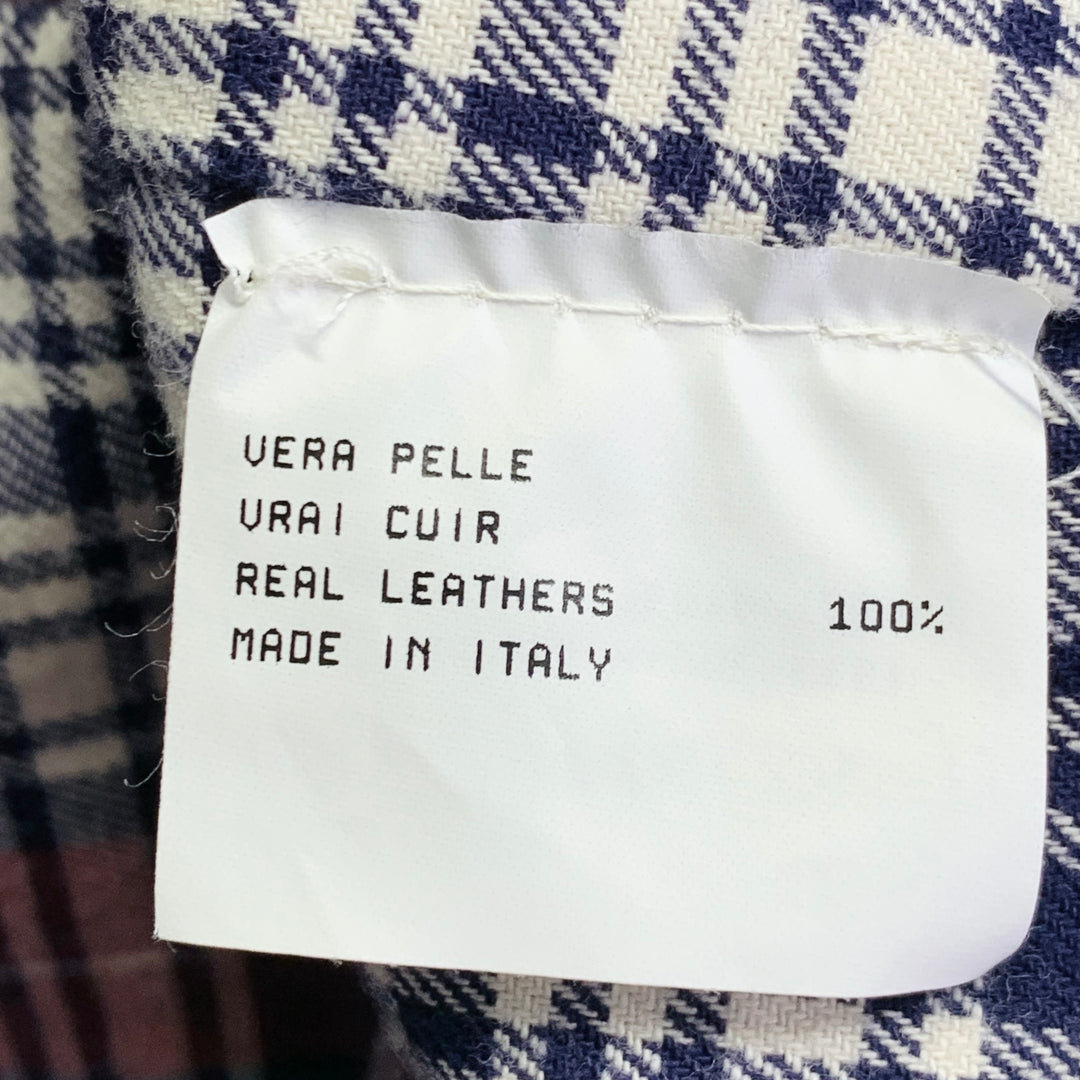 VERA PELLE
VRAI CUIR
REAL LEATHERS 100%
MADE IN ITALY